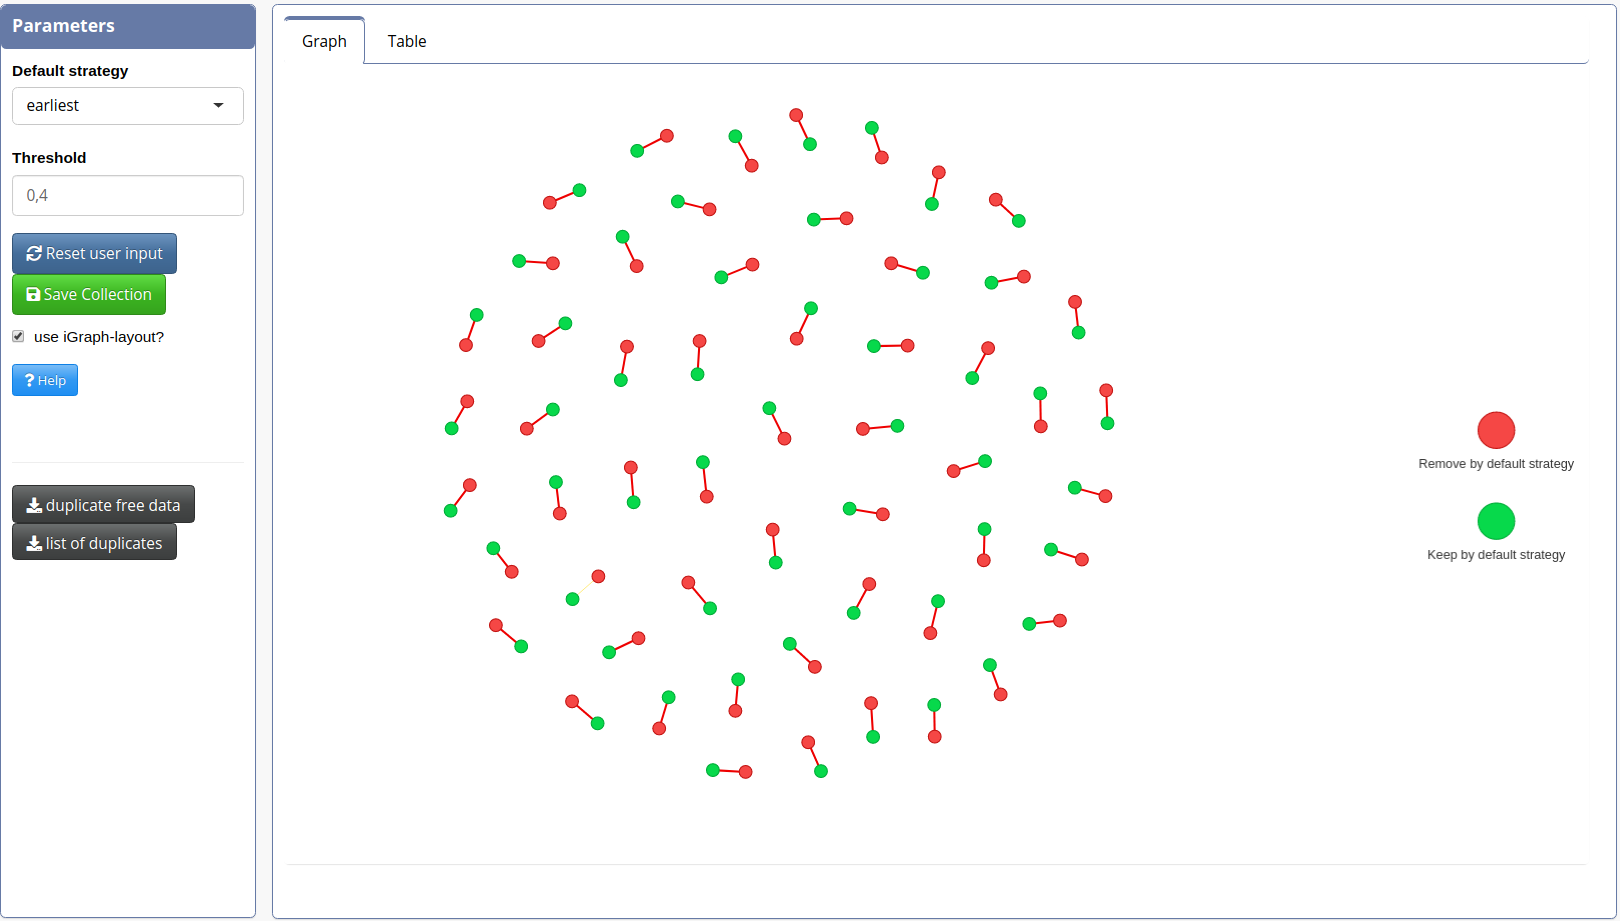 Parameters
Default strategy
earliest
Threshold
0,4
Reset user input
Save Collection
use iGraph-layout?
? Help
duplicate free data
list of duplicates
Graph
Table
Remove by default strategy
Keep by default strategy